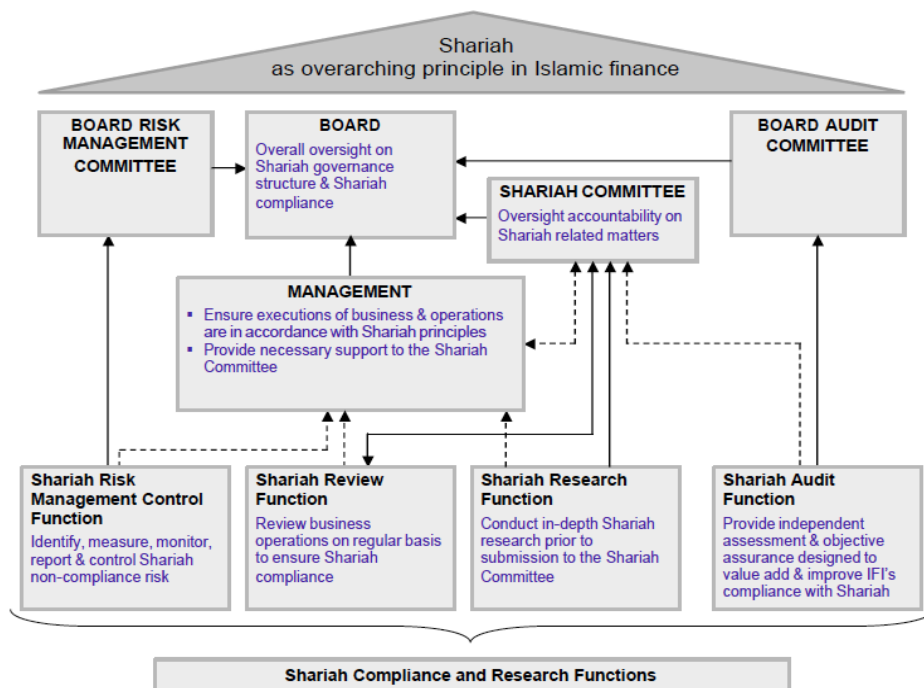 Shariah
as overarching principle in Islamic finance
BOARD RISK
MANAGEMENT
COMMITTEE
BOARD
Overall oversight on
Shariah governance
structure & Shariah
compliance
BOARD AUDIT
COMMITTEE
SHARIAH COMMITTEE
Oversight accountability on
Shariah related matters
MANAGEMENT
▪ Ensure executions of business & operations
are in accordance with Shariah principles
▪ Provide necessary support to the Shariah
Committee
Shariah Risk
Management Control
Function
Identify, measure, monitor,
report & control Shariah
non-compliance risk
Shariah Review
Function
Review business
operations on regular basis
to ensure Shariah
compliance
Shariah Research
Function
Conduct in-depth Shariah
research prior to
submission to the Shariah
Committee
Shariah Audit
Function
Provide independent
assessment & objective
assurance designed to
value add & improve IFI's
compliance with Shariah
Shariah Compliance and Research Functions